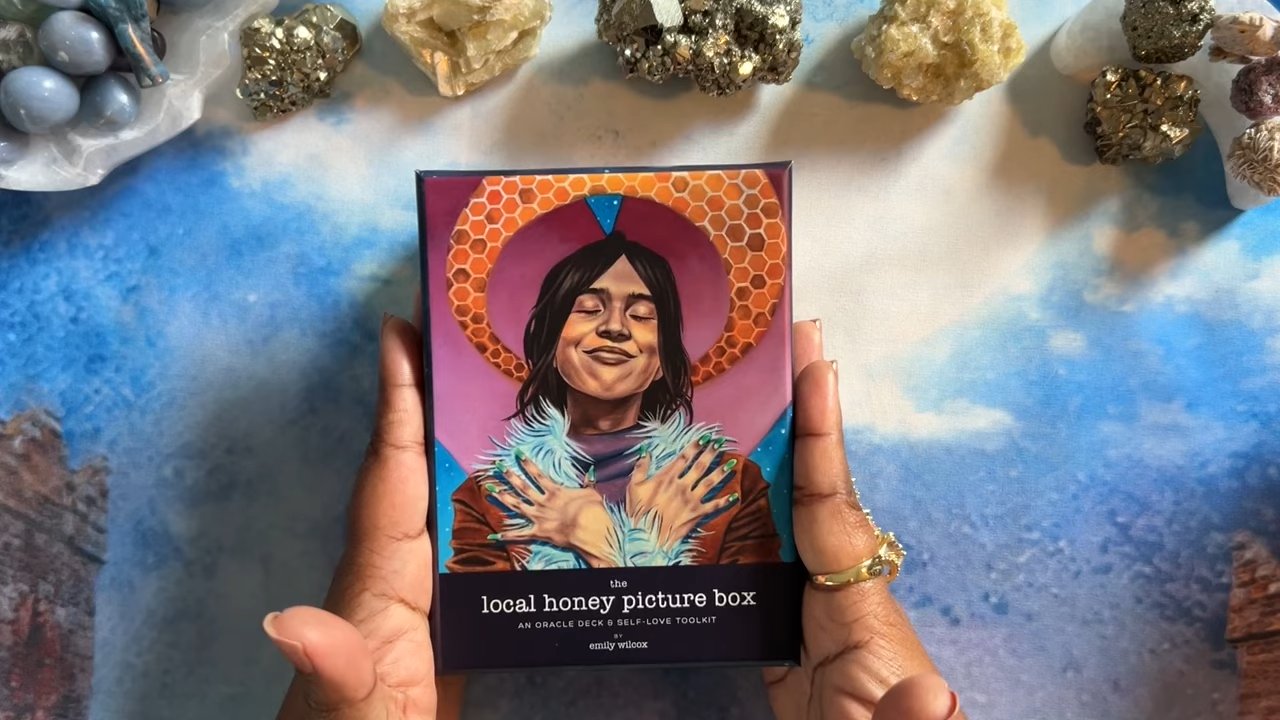 the
local honey picture box
AN ORACLE DECK & SELF-LOVE TOOLKIT
BY
emily wilcox